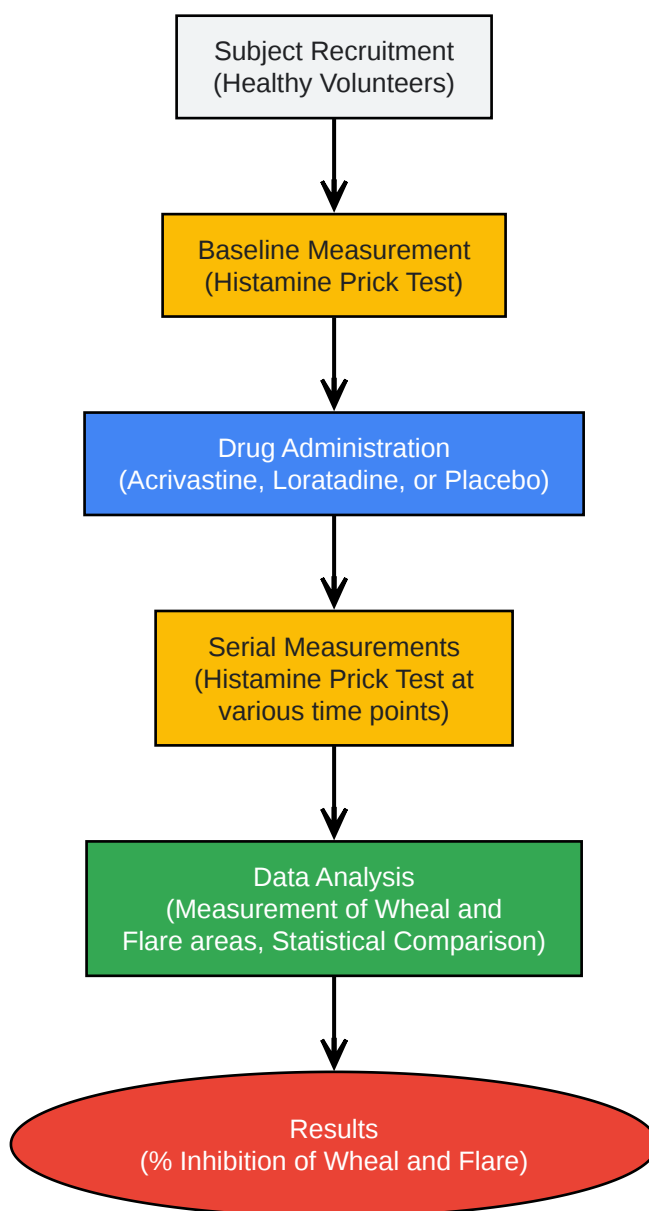 Subject Recruitment
(Healthy Volunteers)
Baseline Measurement
(Histamine Prick Test)
Drug Administration
(Acrivastine, Loratadine, or Placebo)
Serial Measurements
(Histamine Prick Test at
various time points)
Data Analysis
(Measurement of Wheal and
Flare areas, Statistical Comparison)
Results
(% Inhibition of Wheal and Flare)